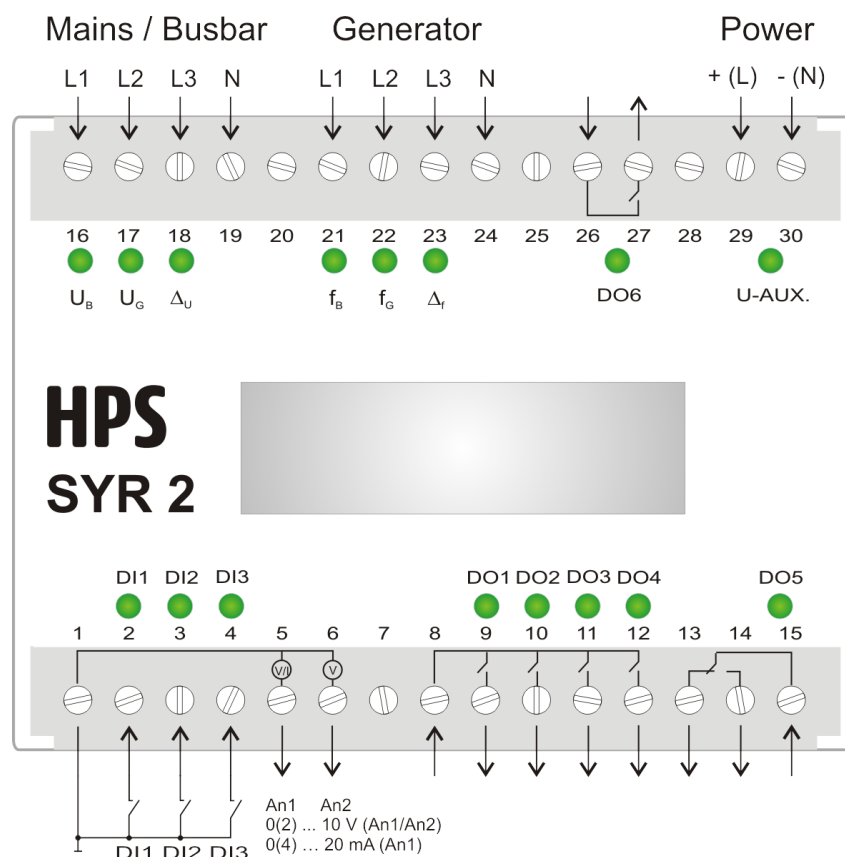 Mains / Busbar Generator Power
L1 L2 L3 N L1 L2 L3 N + (L) - (N)
16 17 18 19 20 21 22 23 24 25 26 27 28 29 30
U_B U_G Δ_U f_B f_G Δ_f DO6 U-AUX.
HPS
SYR 2
DI1 DI2 DI3 DO1 DO2 DO3 DO4 DO5
1 2 3 4 5 6 7 8 9 10 11 12 13 14 15
V/I V
An1 An2
0(2) ... 10 V (An1/An2)
0(4) ... 20 mA (An1)
DI1 DI2 DI3